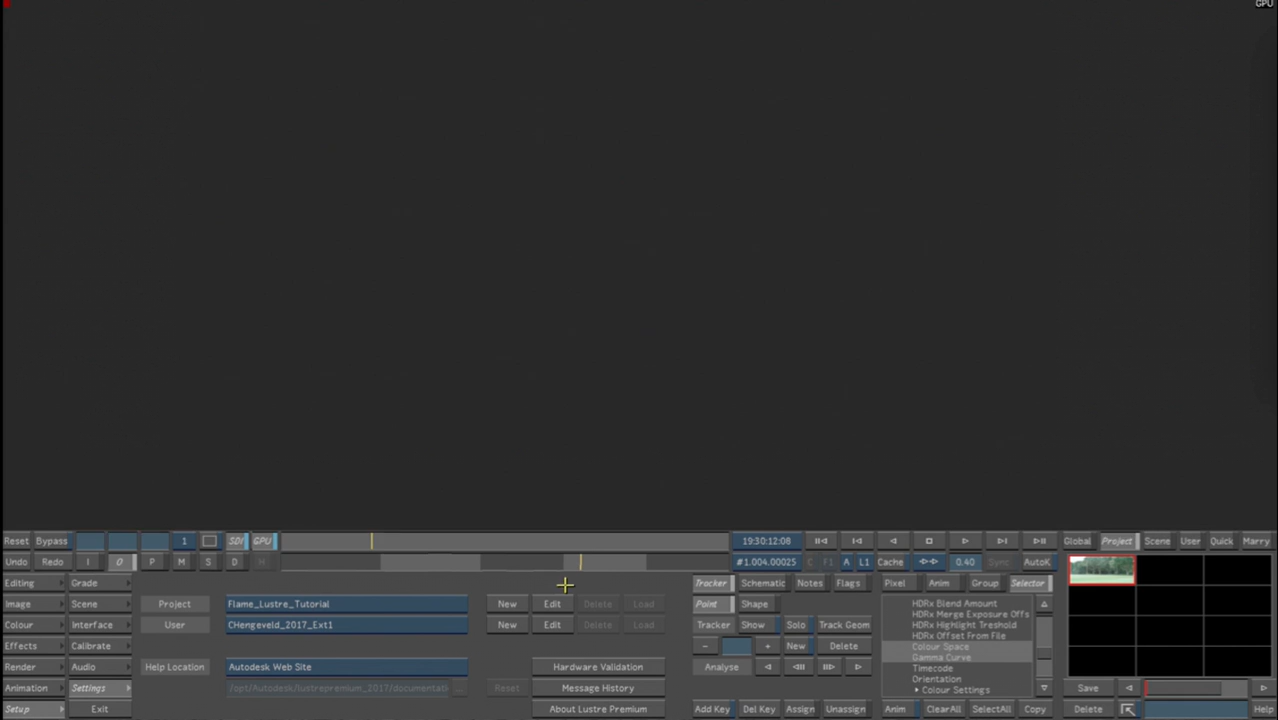 GPU
Reset Bypass 1 SDI GPU 19:30:12:08 Global Project Scene User Quick Marry
Undo Redo I O P M S D M #1.004.00025 C F1 A L1 Cache 0.40 Sync AutoK
Editing Grade Tracker Schematic Notes Flags Pixel Anim Group Selector
Image Scene Project Flame_Lustre_Tutorial New Edit Delete Load Point Shape HDRx Blend Amount
HDRx Merge Exposure Offs
Colour Interface User CHengeveld_2017_Ext1 New Edit Delete Load Tracker Show Solo Track Geom HDRx Highlight Treshold
HDRx Offset From File
Effects Calibrate − + New Delete Colour Space
Gamma Curve
Render Audio Help Location Autodesk Web Site Hardware Validation Analyse Timecode
Orientation
Animation Settings /opt/Autodesk/lustrepremium_2017/documentati ... Reset Message History Colour Settings Save
Setup Exit About Lustre Premium Add Key Del Key Assign Unassign Anim ClearAll SelectAll Copy Delete Help